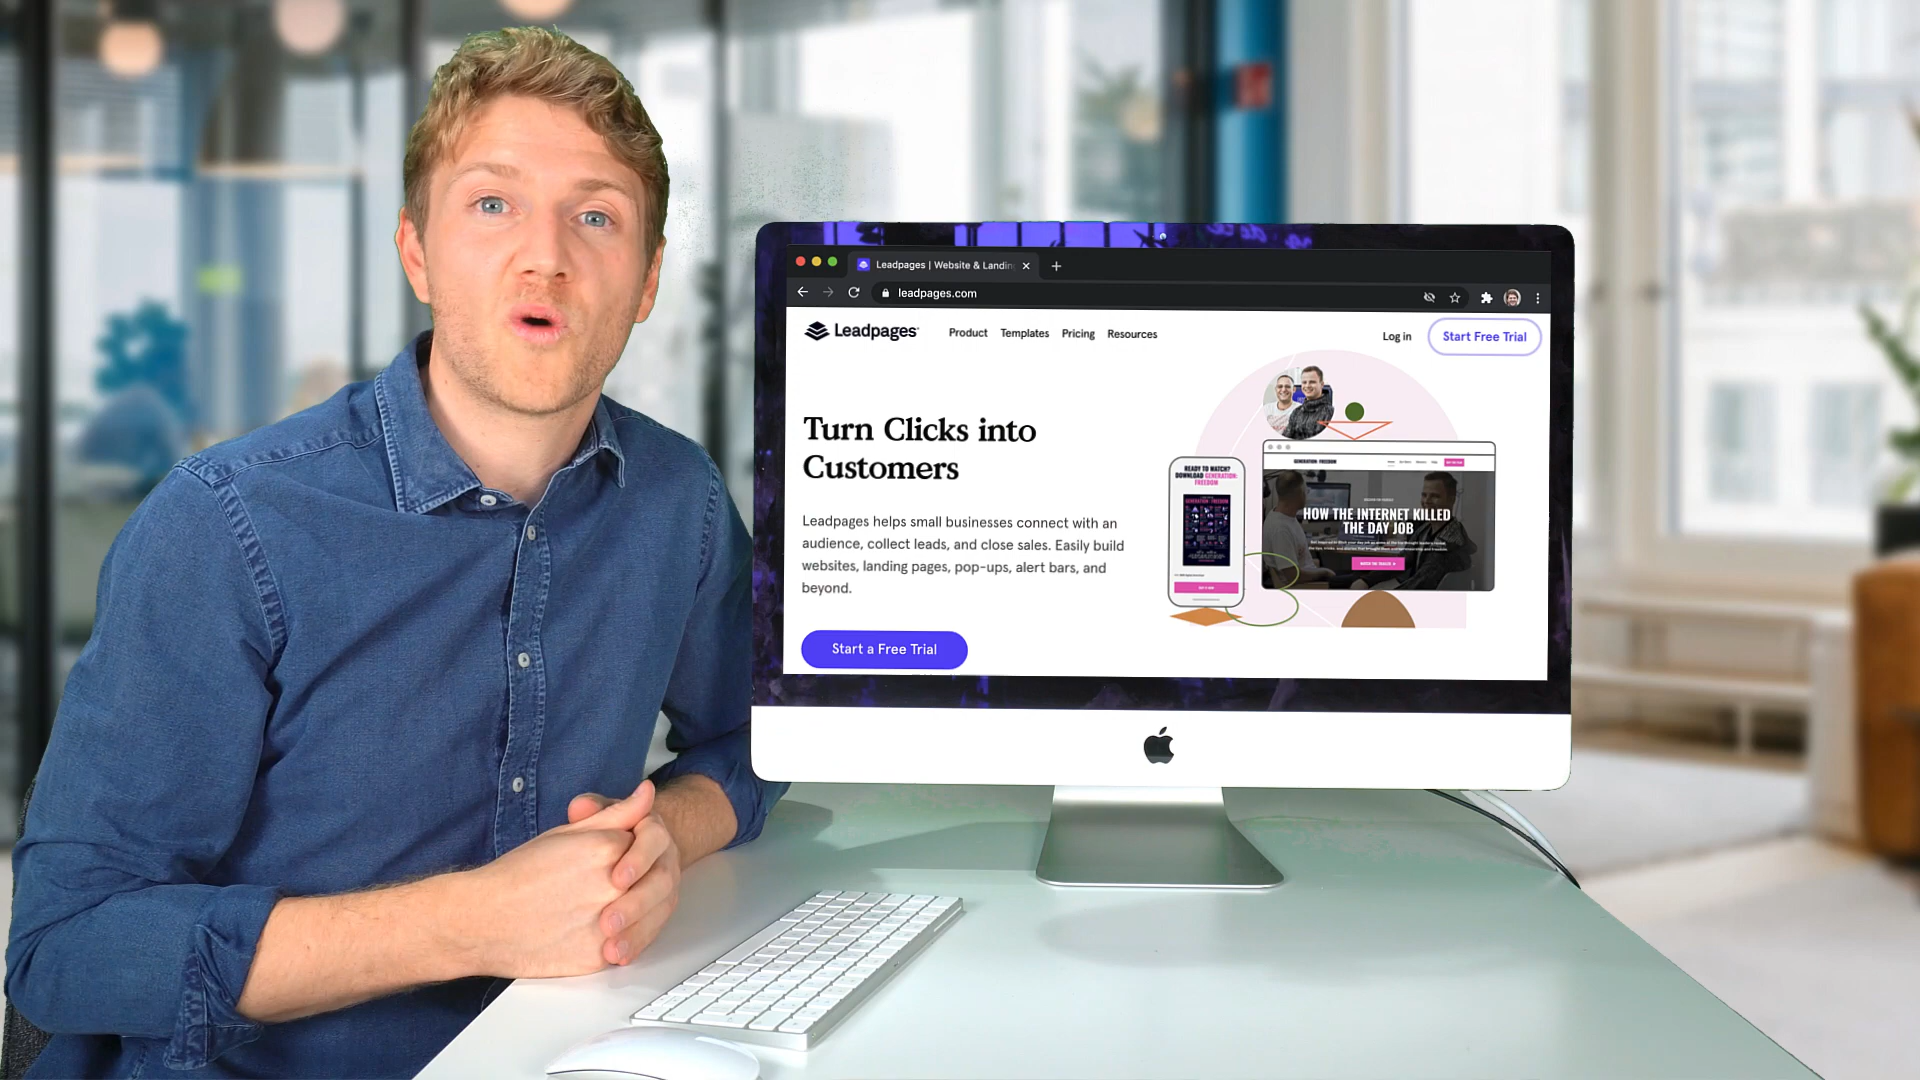 Leadpages | Website & Landin
leadpages.com
Leadpages
Product Templates Pricing Resources
Log in
Start Free Trial
Turn Clicks into
Customers
Leadpages helps small businesses connect with an
audience, collect leads, and close sales. Easily build
websites, landing pages, pop-ups, alert bars, and
beyond.
Start a Free Trial
READY TO WATCH?
DOWNLOAD GENERATION:
FREEDOM
GENERATION FREEDOM
HOW THE INTERNET KILLED
THE DAY JOB